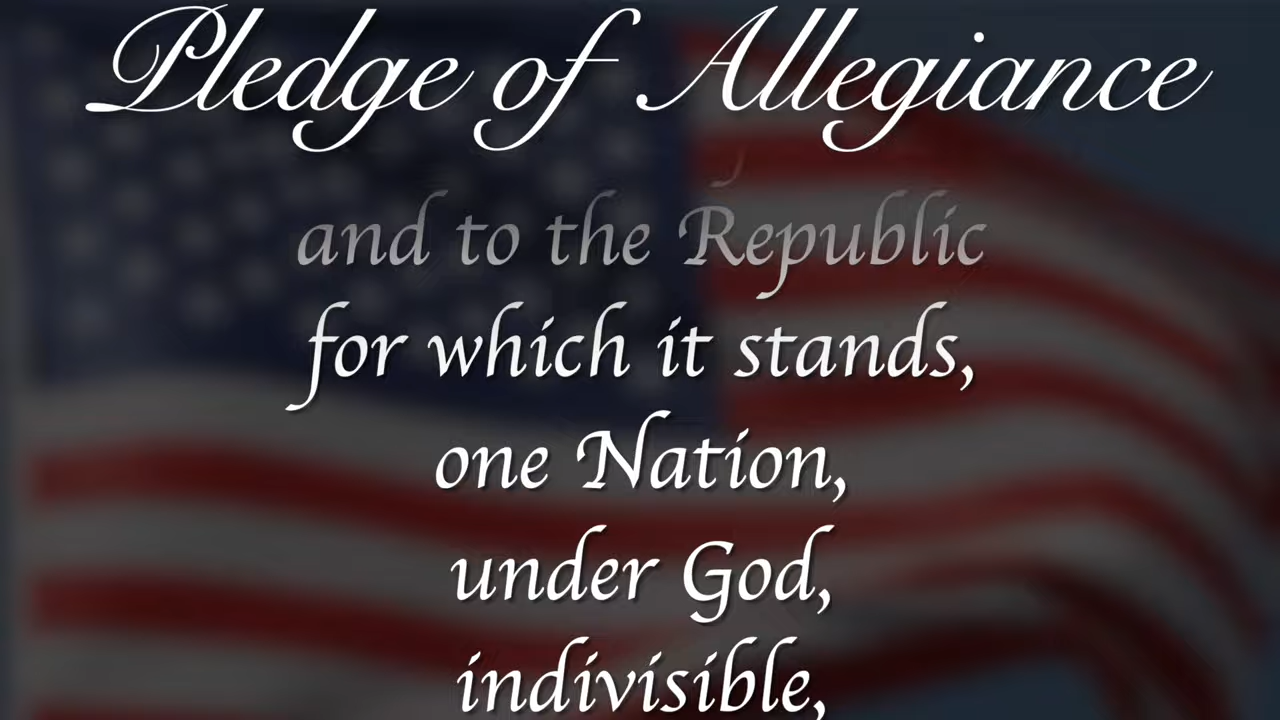 Pledge of Allegiance
and to the Republic
for which it stands,
one Nation,
under God,
indivisible,